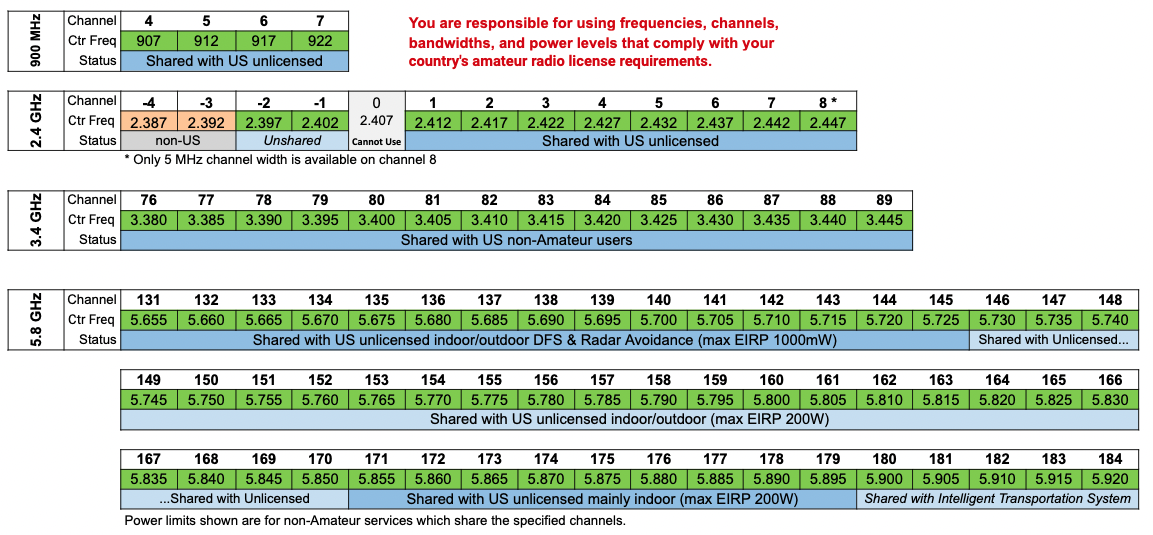 900 MHz
Channel 4 5 6 7
Ctr Freq 907 912 917 922
Status Shared with US unlicensed
You are responsible for using frequencies, channels,
bandwidths, and power levels that comply with your
country's amateur radio license requirements.
2.4 GHz
Channel -4 -3 -2 -1 0 1 2 3 4 5 6 7 8 *
Ctr Freq 2.387 2.392 2.397 2.402 2.407 2.412 2.417 2.422 2.427 2.432 2.437 2.442 2.447
Status non-US Unshared Cannot Use Shared with US unlicensed
* Only 5 MHz channel width is available on channel 8
3.4 GHz
Channel 76 77 78 79 80 81 82 83 84 85 86 87 88 89
Ctr Freq 3.380 3.385 3.390 3.395 3.400 3.405 3.410 3.415 3.420 3.425 3.430 3.435 3.440 3.445
Status Shared with US non-Amateur users
5.8 GHz
Channel 131 132 133 134 135 136 137 138 139 140 141 142 143 144 145 146 147 148
Ctr Freq 5.655 5.660 5.665 5.670 5.675 5.680 5.685 5.690 5.695 5.700 5.705 5.710 5.715 5.720 5.725 5.730 5.735 5.740
Status Shared with US unlicensed indoor/outdoor DFS & Radar Avoidance (max EIRP 1000mW) Shared with Unlicensed...
149 150 151 152 153 154 155 156 157 158 159 160 161 162 163 164 165 166
5.745 5.750 5.755 5.760 5.765 5.770 5.775 5.780 5.785 5.790 5.795 5.800 5.805 5.810 5.815 5.820 5.825 5.830
Shared with US unlicensed indoor/outdoor (max EIRP 200W)
167 168 169 170 171 172 173 174 175 176 177 178 179 180 181 182 183 184
5.835 5.840 5.845 5.850 5.855 5.860 5.865 5.870 5.875 5.880 5.885 5.890 5.895 5.900 5.905 5.910 5.915 5.920
...Shared with Unlicensed Shared with US unlicensed mainly indoor (max EIRP 200W) Shared with Intelligent Transportation System
Power limits shown are for non-Amateur services which share the specified channels.